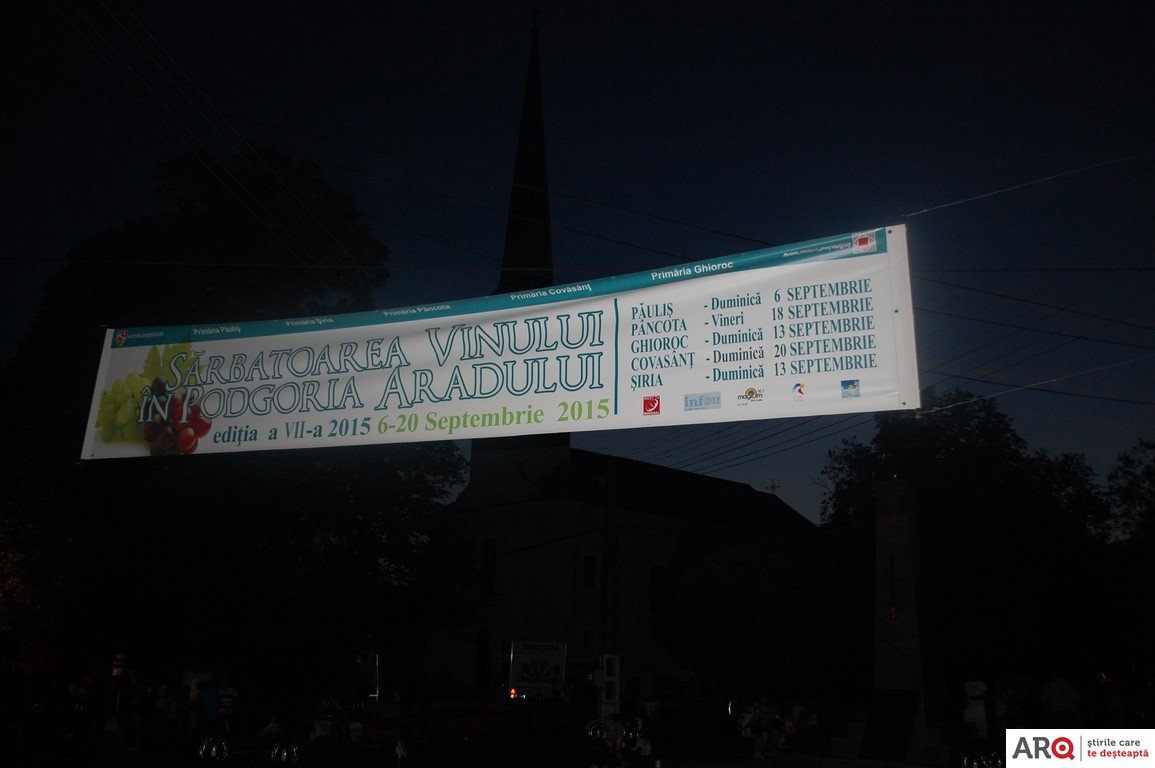 Primăria Păuliș
Primăria Șiria
Primăria Pâncota
Primăria Covăsânț
Primăria Ghioroc
SĂRBATOAREA VINULUI
ÎN PODGORIA ARADULUI
ediția a VII-a 2015 6-20 Septembrie 2015
PĂULIȘ - Duminică 6 SEPTEMBRIE
PÂNCOTA - Vineri 18 SEPTEMBRIE
GHIOROC - Duminică 13 SEPTEMBRIE
COVASÂNȚ - Duminică 20 SEPTEMBRIE
ȘIRIA - Duminică 13 SEPTEMBRIE
info
ARQ
știrile care
te deșteaptă